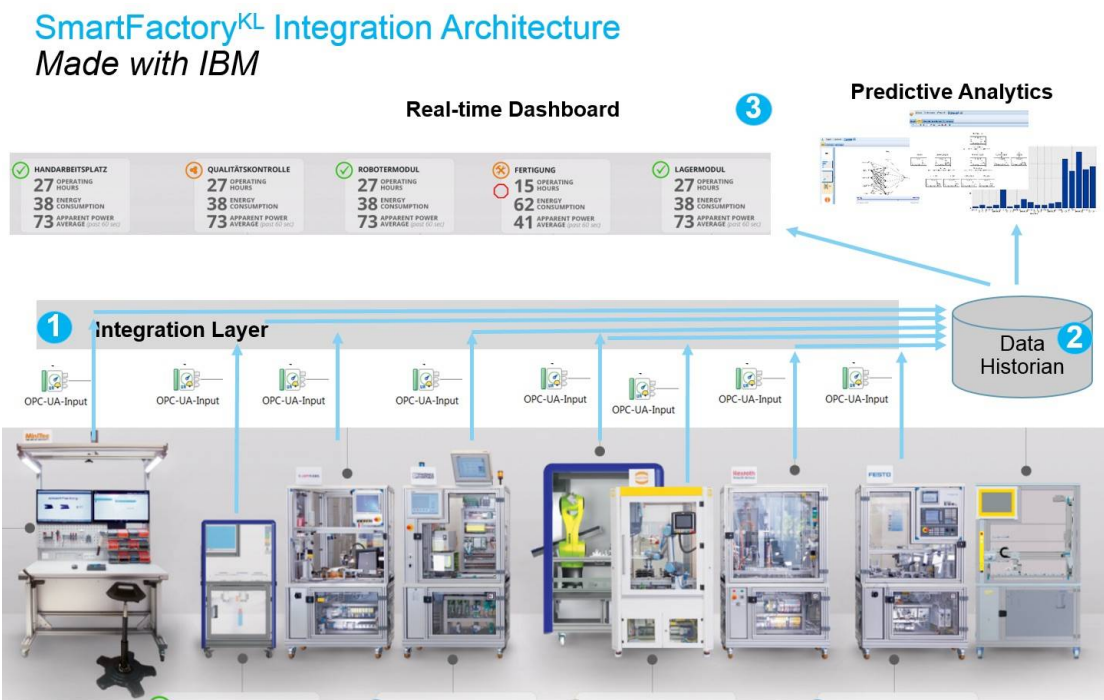 SmartFactoryKL Integration Architecture
Made with IBM
Real-time Dashboard
3
Predictive Analytics
HANDARBEITSPLATZ
27 OPERATING HOURS
38 ENERGY CONSUMPTION
73 APPARENT POWER AVERAGE (past 60 sec)
QUALITÄTSKONTROLLE
27 OPERATING HOURS
38 ENERGY CONSUMPTION
73 APPARENT POWER AVERAGE (past 60 sec)
ROBOTERMODUL
27 OPERATING HOURS
38 ENERGY CONSUMPTION
73 APPARENT POWER AVERAGE (past 60 sec)
FERTIGUNG
15 OPERATING HOURS
62 ENERGY CONSUMPTION
41 APPARENT POWER AVERAGE (past 60 sec)
LAGERMODUL
27 OPERATING HOURS
38 ENERGY CONSUMPTION
73 APPARENT POWER AVERAGE (past 60 sec)
1
Integration Layer
Data
Historian
2
OPC-UA-Input
OPC-UA-Input
OPC-UA-Input
OPC-UA-Input
OPC-UA-Input
OPC-UA-Input
OPC-UA-Input
OPC-UA-Input
MiniTec
Rexroth
FESTO